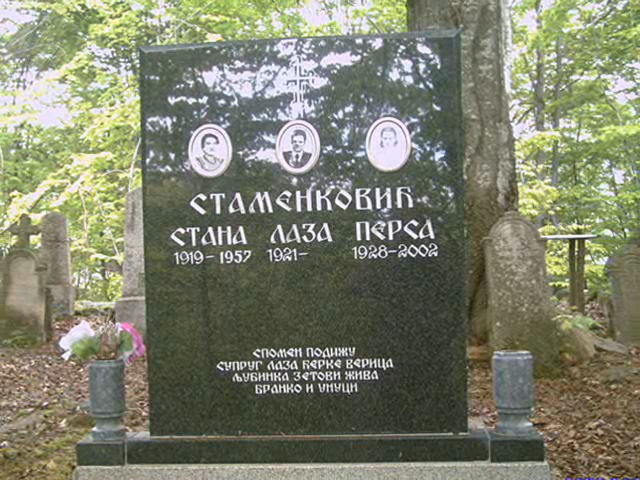 СТАМЕНКОВИЋ
СТАНА ЛАЗА ПЕРСА
1919-1957 1921- 1928-2002
СПОМЕН ПОДИЖУ
СУПРУГ ЛАЗА ЋЕРКЕ ВЕРИЦА
ЉУБИНКА ЗЕТОВИ ЖИВА
БРАНКО И УНУЦИ